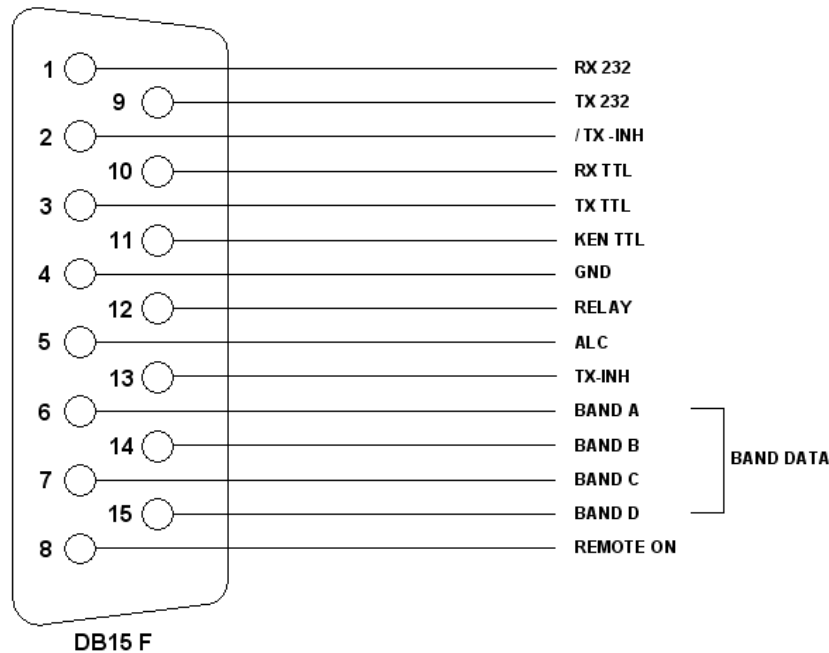 1 RX 232
9 TX 232
2 / TX -INH
10 RX TTL
3 TX TTL
11 KEN TTL
4 GND
12 RELAY
5 ALC
13 TX-INH
6 BAND A
14 BAND B
BAND DATA
7 BAND C
15 BAND D
8 REMOTE ON
DB15 F